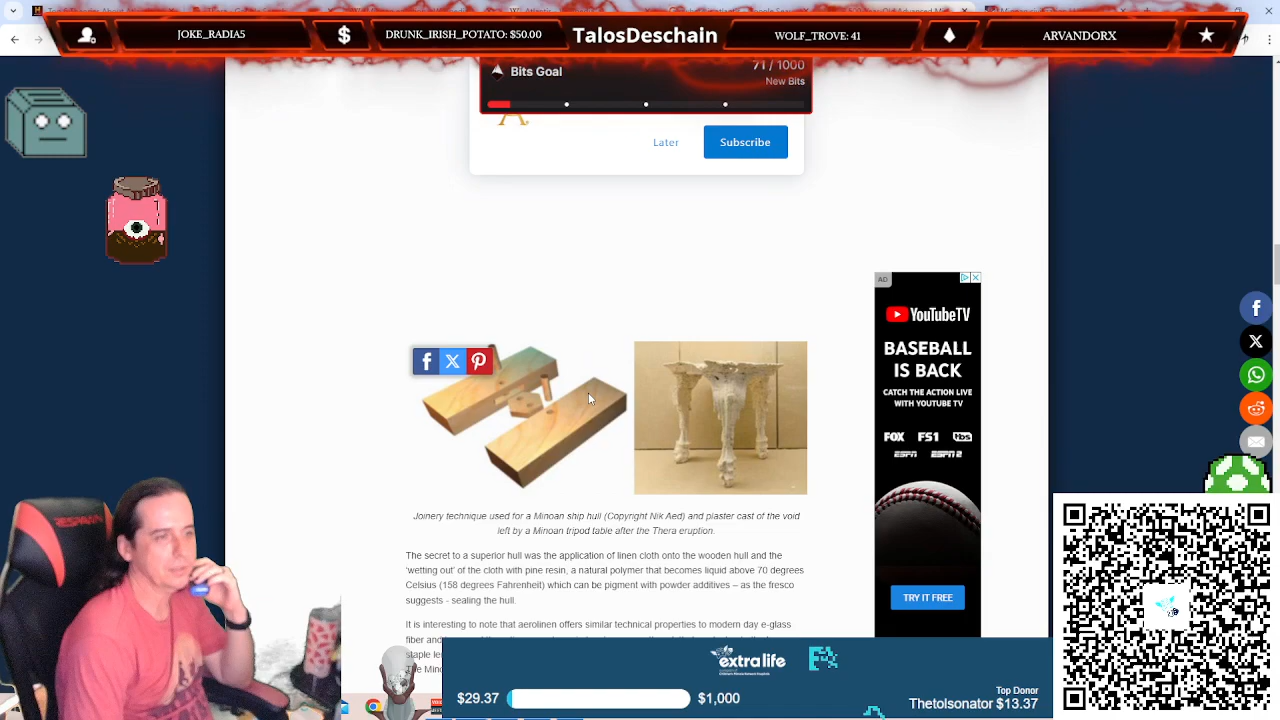 JOKE_RADIA5
DRUNK_IRISH_POTATO: $50.00
TalosDeschain
WOLF_TROVE: 41
ARVANDORX
Bits Goal
71 / 1000
New Bits
Later
Subscribe
AD
YouTubeTV
BASEBALL
IS BACK
CATCH THE ACTION LIVE
WITH YOUTUBE TV
FOX FS1 tbs
ESPN ESPN 2
TRY IT FREE
Joinery technique used for a Minoan ship hull (Copyright Nik Aed) and plaster cast of the void
left by a Minoan tripod table after the Thera eruption.
The secret to a superior hull was the application of linen cloth onto the wooden hull and the
'wetting out' of the cloth with pine resin, a natural polymer that becomes liquid above 70 degrees
Celsius (158 degrees Fahrenheit) which can be pigment with powder additives – as the fresco
suggests - sealing the hull.
It is interesting to note that aerolinen offers similar technical properties to modern day e-glass
extralife
$29.37
$1,000
Top Donor
Thetolsonator $13.37